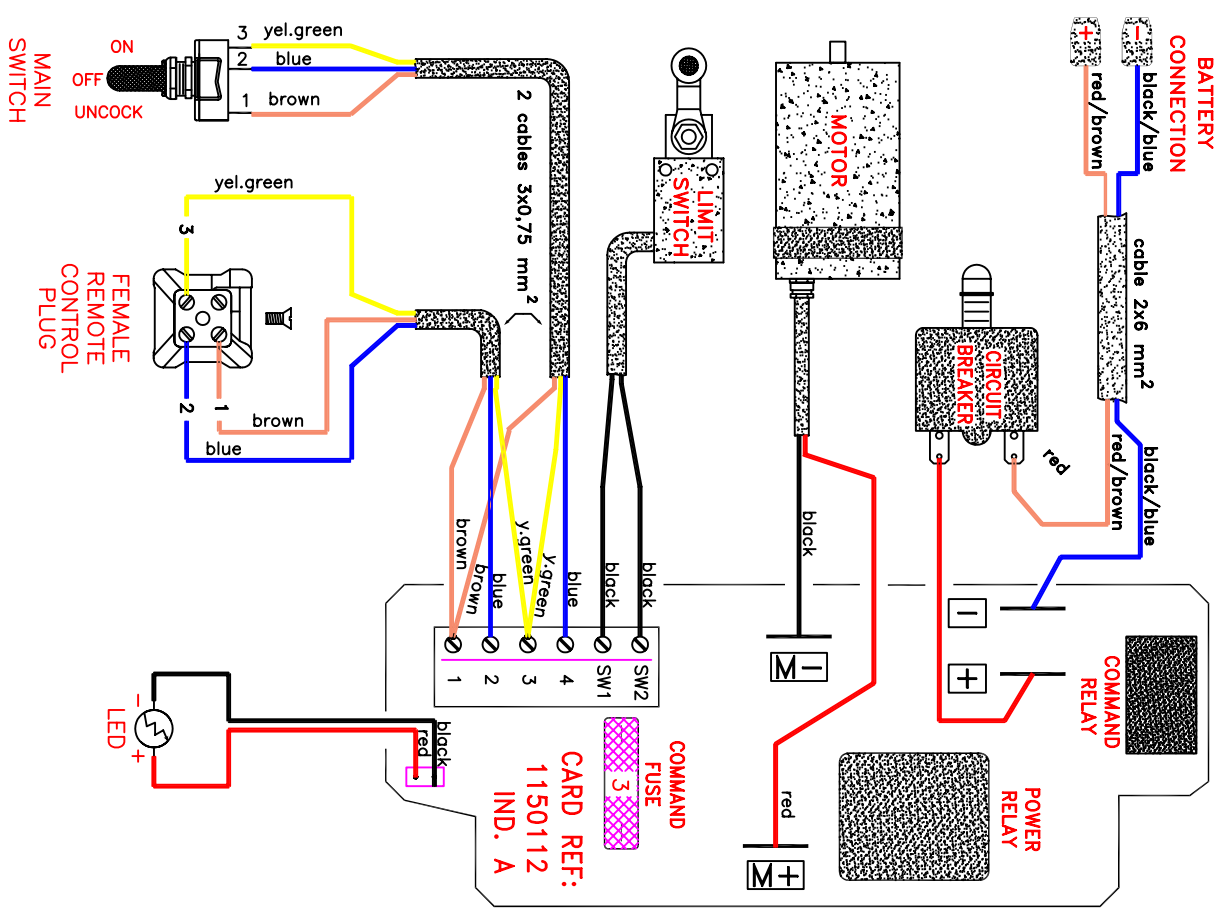 3
yel.green
2
blue
1
brown
ON
OFF
UNCOCK
MAIN
SWITCH
2 cables 3x0,75 mm²
LIMIT
SWITCH
MOTOR
+
-
red/brown
black/blue
BATTERY
CONNECTION
cable 2x6 mm²
yel.green
3
FEMALE
REMOTE
CONTROL
PLUG
2
1
brown
blue
CIRCUIT
BREAKER
red
red/brown
black/blue
brown
brown
blue
y.green
y.green
blue
black
black
black
1
2
3
4
SW1
SW2
M-
-
+
COMMAND
RELAY
-
LED
+
red
black
CARD REF:
1150112
IND. A
3
COMMAND
FUSE
red
M+
POWER
RELAY